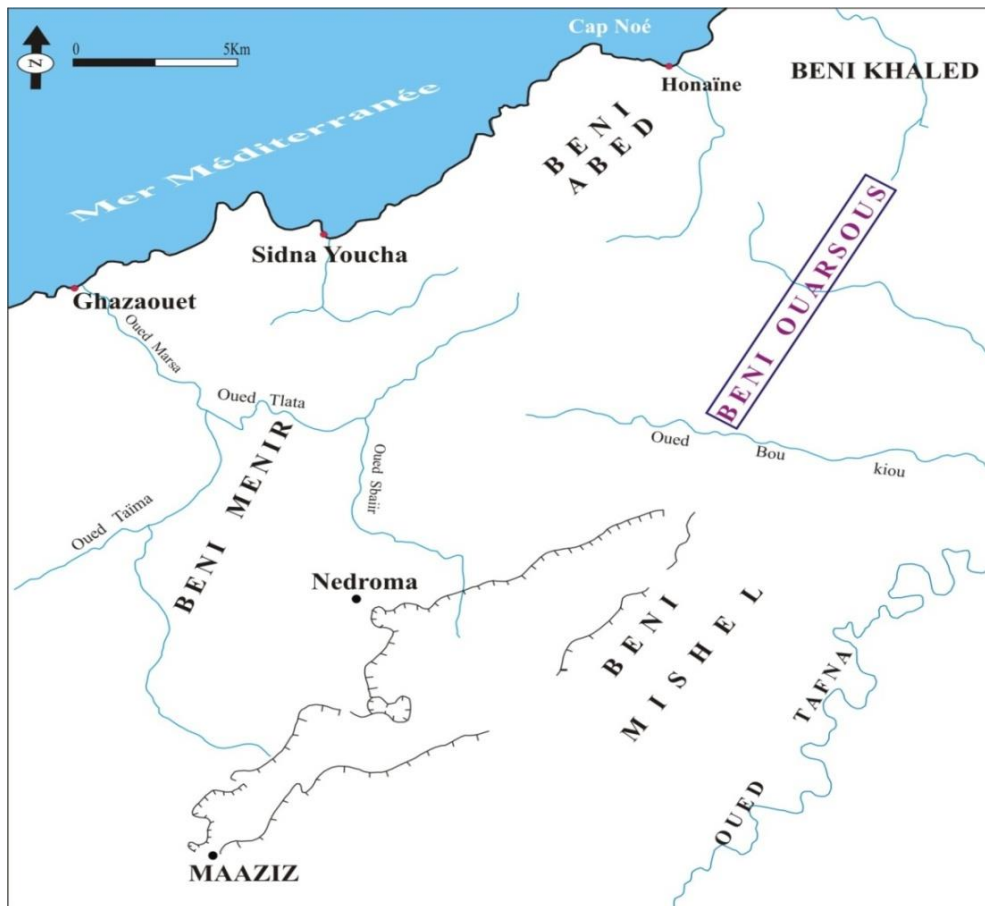 Cap Noé
N
0
5Km
BENI KHALED
Honaïne
Mer Méditerranée
BENI
ABED
BENI OUARSOUS
Sidna Youcha
Ghazaouet
Oued Marsa
Oued Tlata
Oued Bou kiou
Oued Sbaiir
Oued Taïma
BENI MENIR
Nedroma
BENI
MISHEL
OUED TAFNA
MAAZIZ